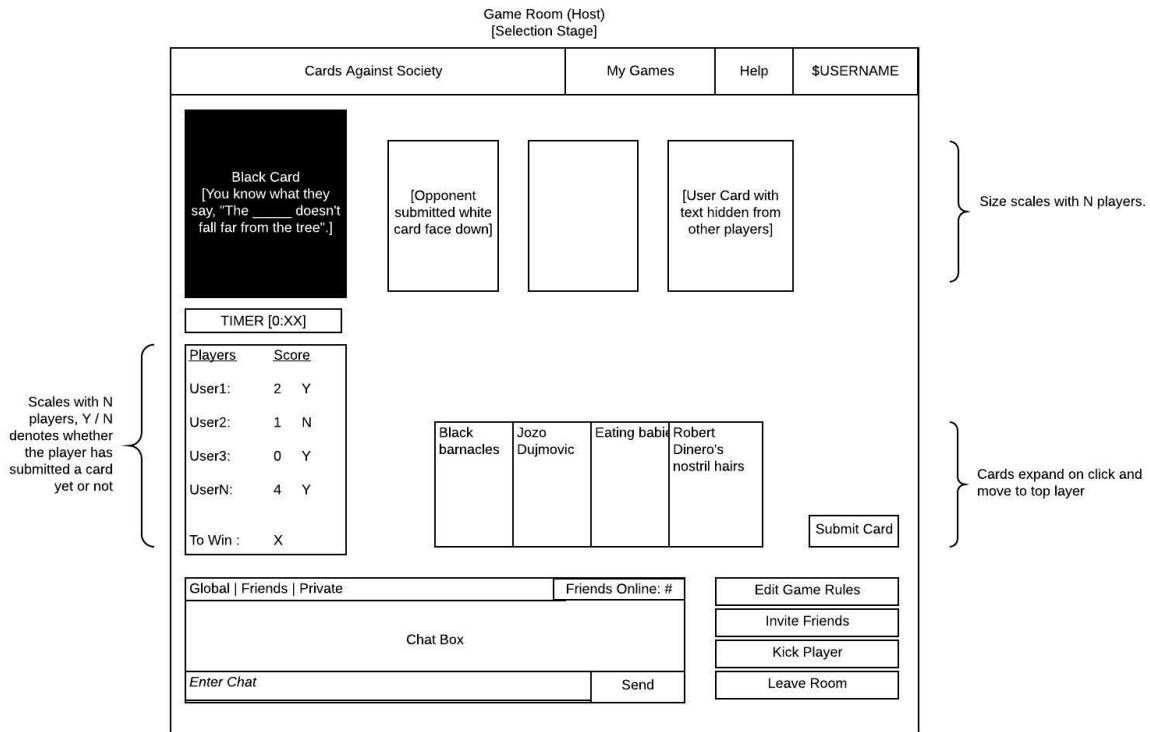 Game Room (Host)
[Selection Stage]
Cards Against Society
My Games
Help
$USERNAME
Black Card
[You know what they
say, "The _____ doesn't
fall far from the tree".]
[Opponent
submitted white
card face down]
[User Card with
text hidden from
other players]
Size scales with N players.
TIMER [0:XX]
Players Score
User1: 2 Y
User2: 1 N
User3: 0 Y
UserN: 4 Y
To Win : X
Scales with N
players, Y / N
denotes whether
the player has
submitted a card
yet or not
Black
barnacles
Jozo
Dujmovic
Eating babie
Robert
Dinero's
nostril hairs
Cards expand on click and
move to top layer
Submit Card
Global | Friends | Private
Friends Online: #
Chat Box
Enter Chat
Send
Edit Game Rules
Invite Friends
Kick Player
Leave Room